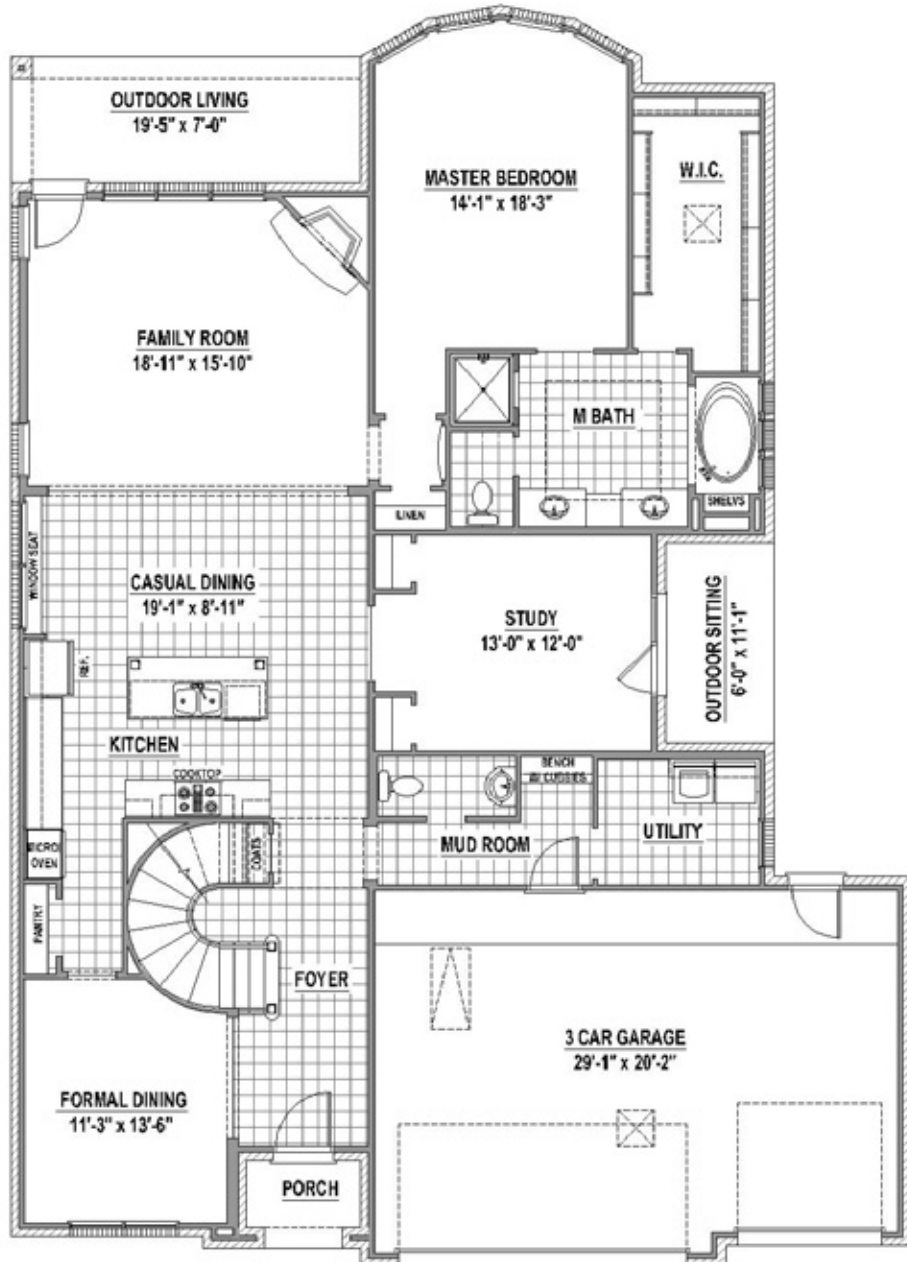 OUTDOOR LIVING
19'-5" x 7'-0"
MASTER BEDROOM
14'-1" x 18'-3"
W.I.C.
FAMILY ROOM
18'-11" x 15'-10"
M BATH
SHELVS
LINEN
WINDOW SEAT
CASUAL DINING
19'-1" x 8'-11"
STUDY
13'-0" x 12'-0"
OUTDOOR SITTING
6'-0" x 11'-1"
REF.
KITCHEN
COOKTOP
BENCH
W/ CUBBIES
MICRO
OVEN
COATS
MUD ROOM
UTILITY
PANTRY
FOYER
3 CAR GARAGE
29'-1" x 20'-2"
FORMAL DINING
11'-3" x 13'-6"
PORCH